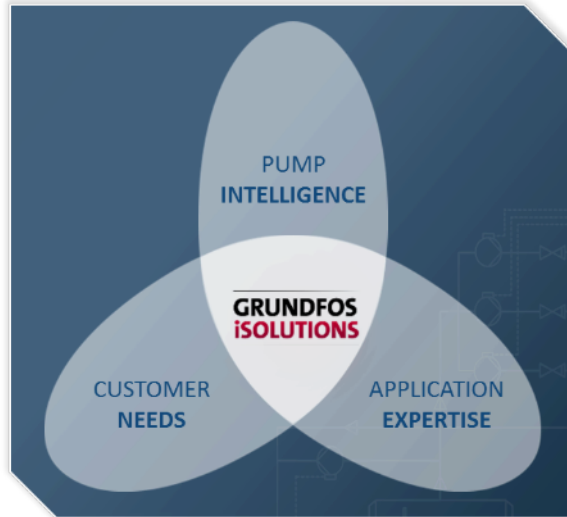 PUMP
INTELLIGENCE
GRUNDFOS
iSOLUTIONS
CUSTOMER
NEEDS
APPLICATION
EXPERTISE